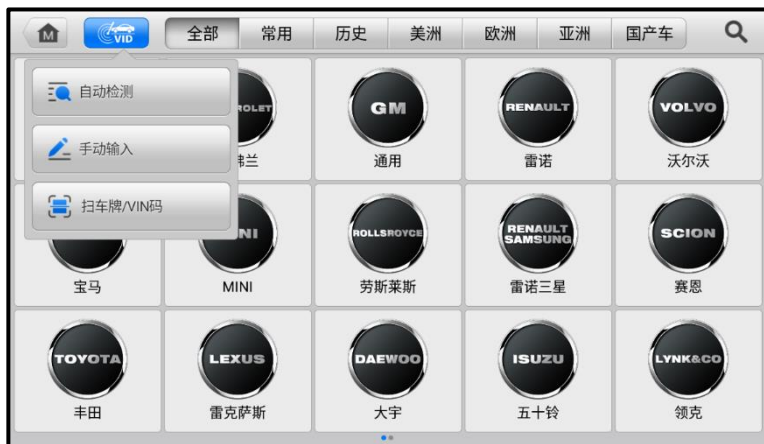 M
VID
全部
常用
历史
美洲
欧洲
亚洲
国产车
自动检测
手动输入
扫车牌/VIN码
ROLET
GM
RENAULT
VOLVO
弗兰
通用
雷诺
沃尔沃
NI
ROLLSROYCE
RENAULT
SAMSUNG
SCION
宝马
MINI
劳斯莱斯
雷诺三星
赛恩
TOYOTA
LEXUS
DAEWOO
ISUZU
LYNK&CO
丰田
雷克萨斯
大宇
五十铃
领克